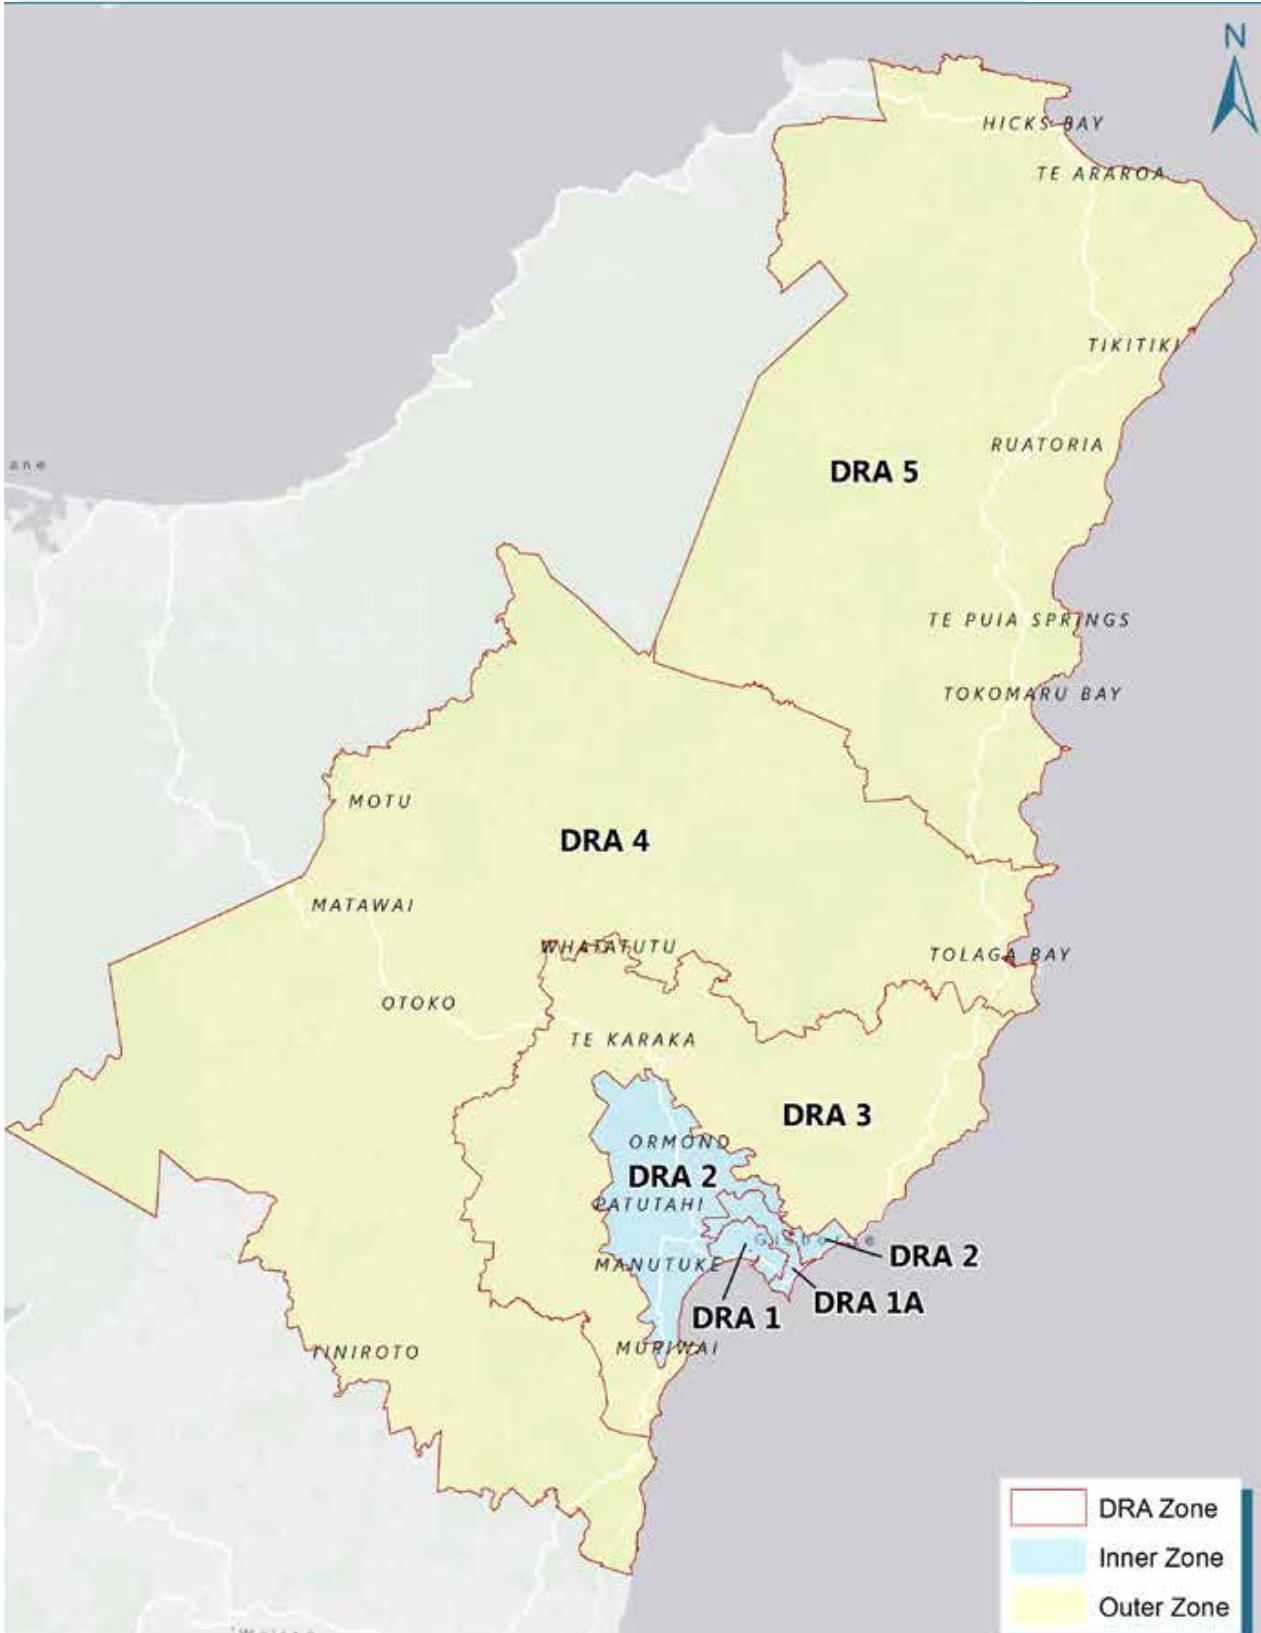 N
HICKS BAY
TE ARAROA
TIKITIKI
RUATORIA
ane
DRA 5
TE PUIA SPRINGS
TOKOMARU BAY
MOTU
DRA 4
MATAWAI
WHATATUTU
TOLAGA BAY
OTOKO
TE KARAKA
DRA 3
ORMOND
DRA 2
PATUTAHI
Gisborne
DRA 2
MANUTUKE
DRA 1A
DRA 1
MURIWAI
TINIROTO
DRA Zone
Inner Zone
Outer Zone